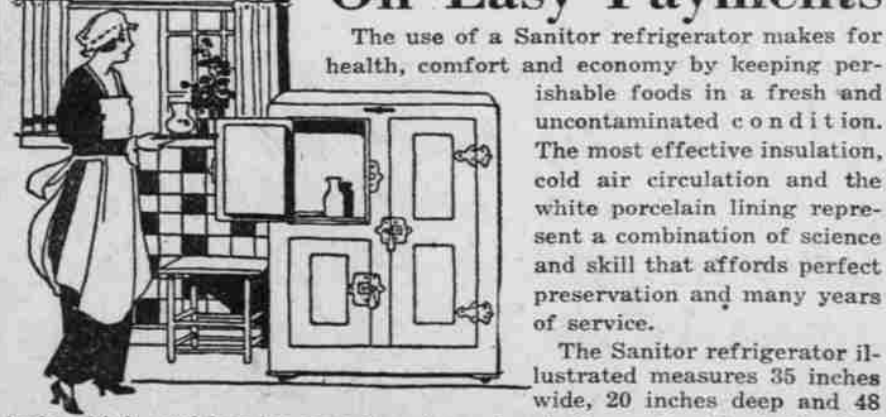 On Easy Payments
The use of a Sanitor refrigerator makes for
health, comfort and economy by keeping per-
ishable foods in a fresh and
uncontaminated condition.
The most effective insulation,
cold air circulation and the
white porcelain lining repre-
sent a combination of science
and skill that affords perfect
preservation and many years
of service.
The Sanitor refrigerator il-
lustrated measures 35 inches
wide, 20 inches deep and 48